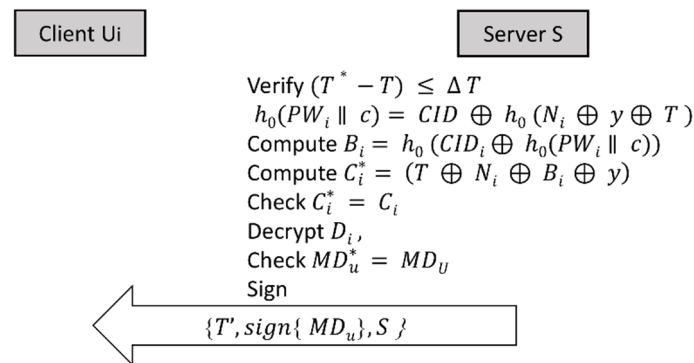 Client Ui
Server S
Verify (T* − T) ≤ ΔT
h₀(PWᵢ ∥ c) = CID ⊕ h₀ (Nᵢ ⊕ y ⊕ T )
Compute Bᵢ = h₀ (CIDᵢ ⊕ h₀(PWᵢ ∥ c))
Compute Cᵢ* = (T ⊕ Nᵢ ⊕ Bᵢ ⊕ y)
Check Cᵢ* = Cᵢ
Decrypt Dᵢ ,
Check MDᵤ* = MD_U
Sign
{T', sign{ MDᵤ}, S }